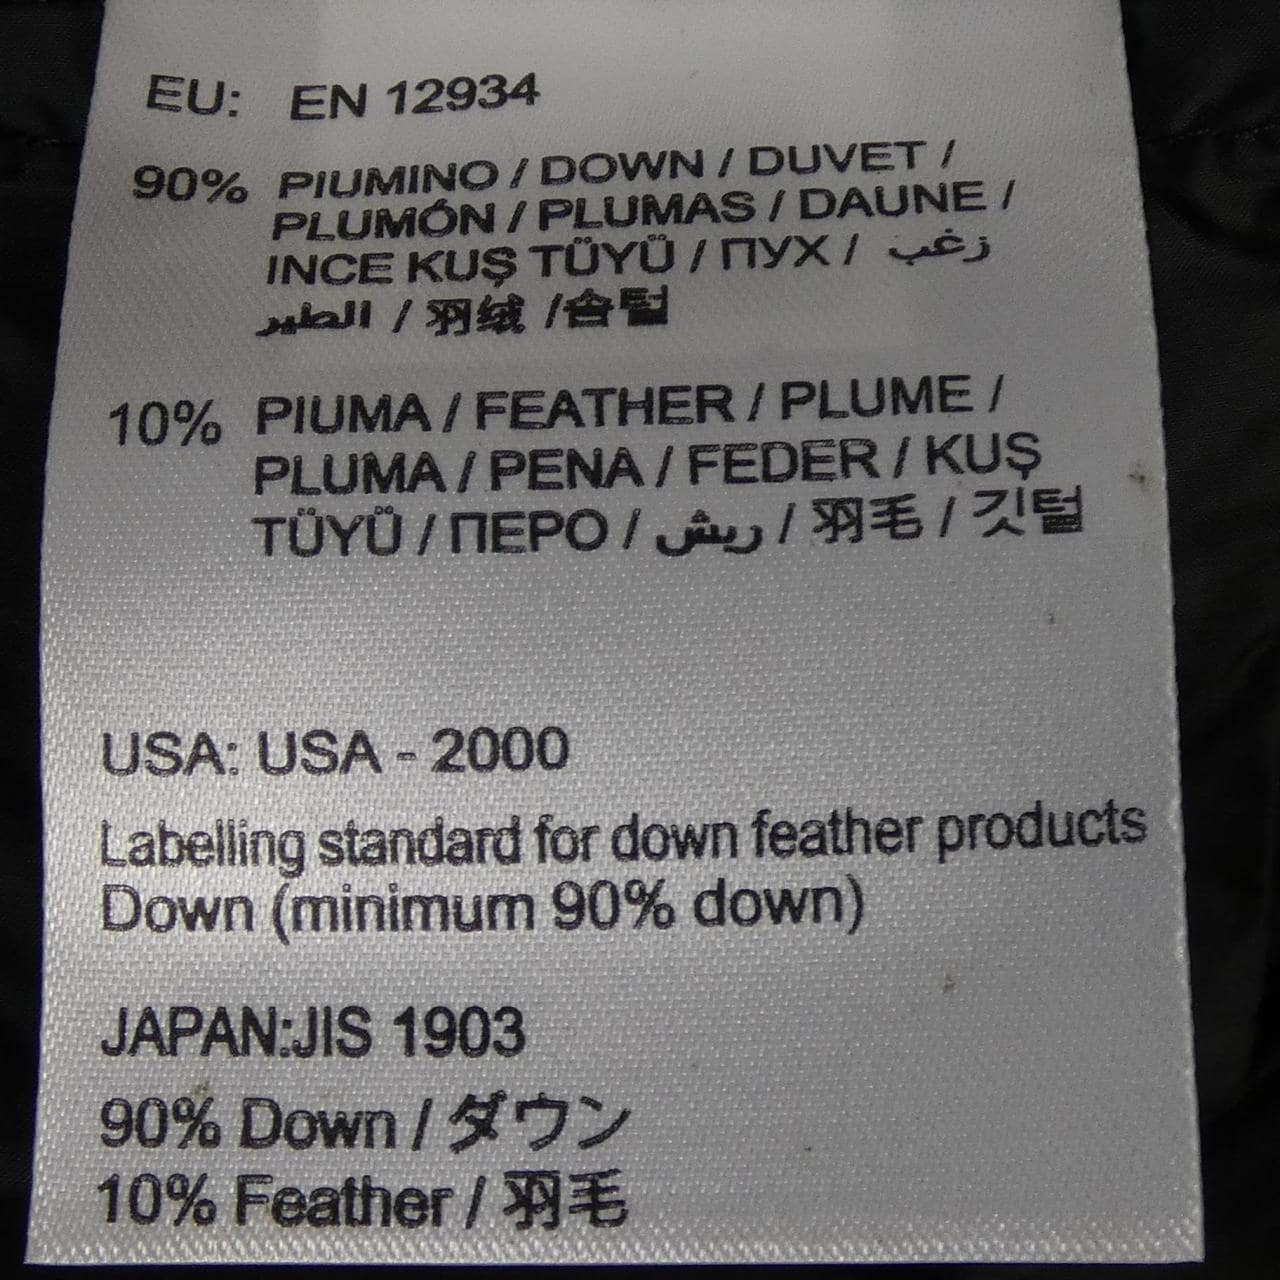 EU: EN 12934
90% PIUMINO / DOWN / DUVET /
PLUMÓN / PLUMAS / DAUNE /
INCE KUŞ TÜYÜ / ПУХ / زغب
الطير / 羽绒 / 솜털
10% PIUMA / FEATHER / PLUME /
PLUMA / PENA / FEDER / KUŞ
TÜYÜ / ПЕРО / ريش / 羽毛 / 깃털
USA: USA - 2000
Labelling standard for down feather products
Down (minimum 90% down)
JAPAN:JIS 1903
90% Down / ダウン
10% Feather / 羽毛